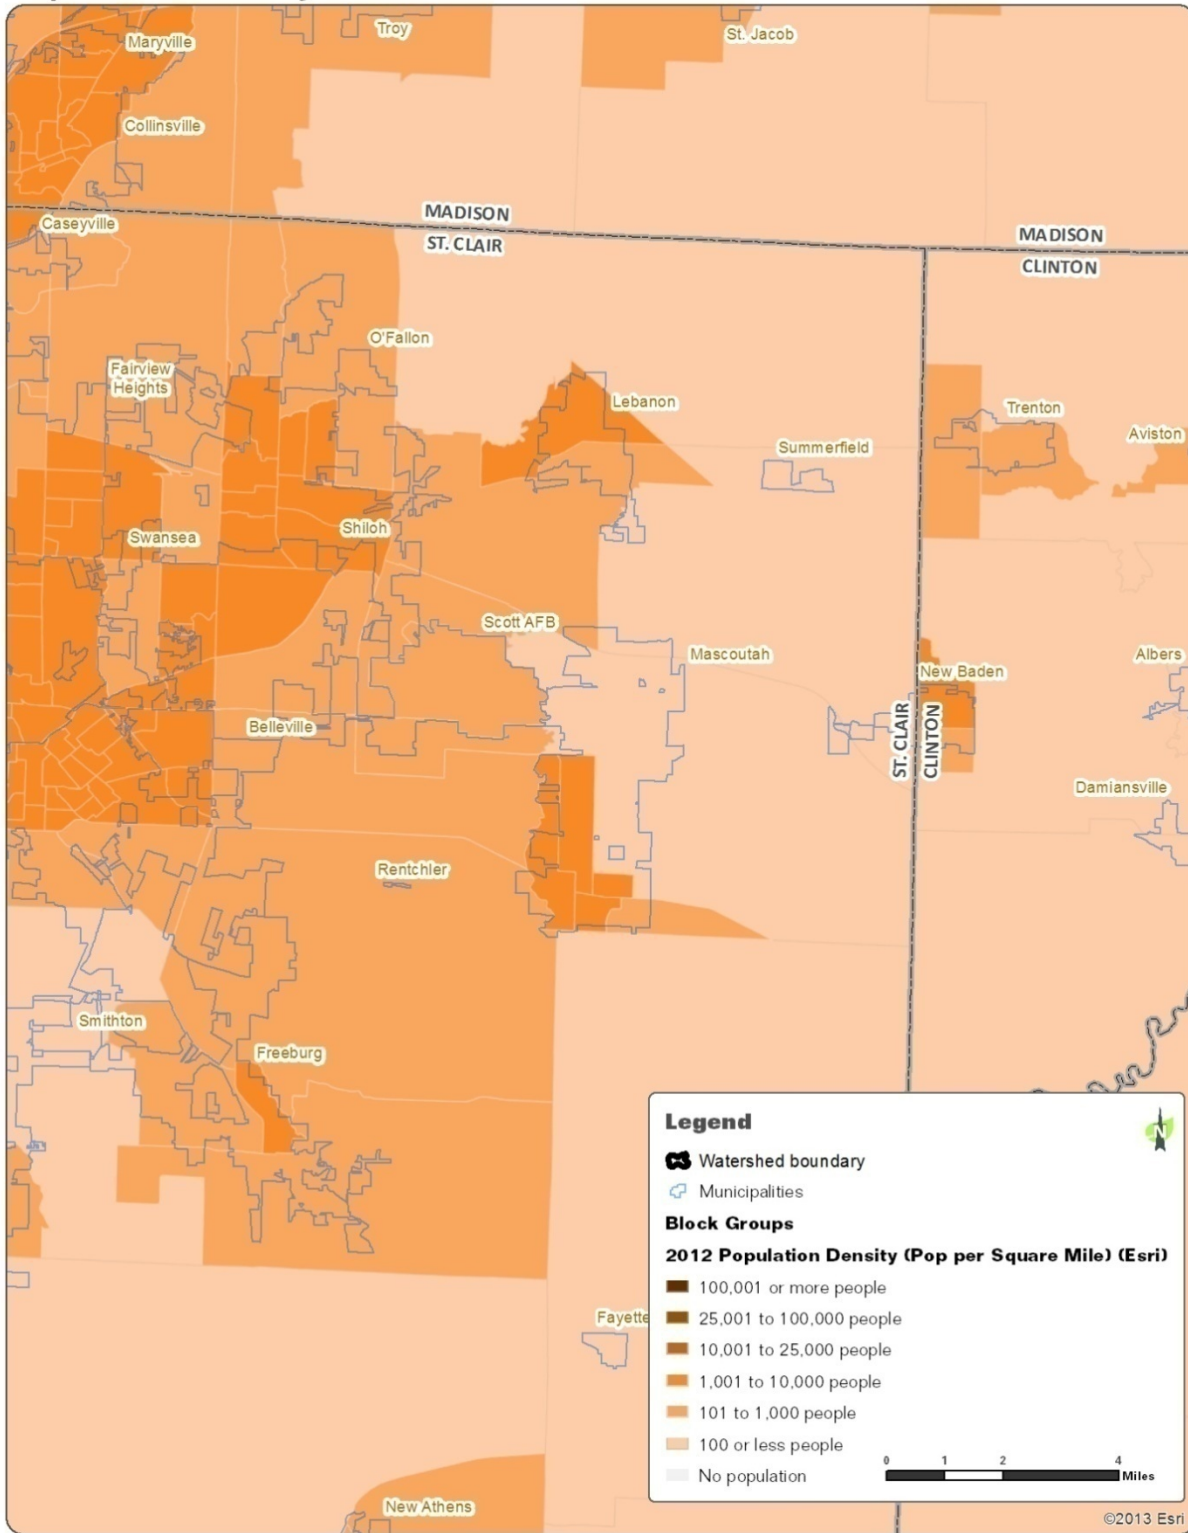 Maryville
Troy
St. Jacob
Collinsville
Caseyville
MADISON
ST. CLAIR
MADISON
CLINTON
O'Fallon
Fairview
Heights
Lebanon
Trenton
Summerfield
Aviston
Swansea
Shiloh
Scott AFB
Mascoutah
New Baden
Albers
Belleville
ST. CLAIR
CLINTON
Damiansville
Rentchler
Smithton
Freeburg
Fayette
New Athens
Legend
N
Watershed boundary
Municipalities
Block Groups
2012 Population Density (Pop per Square Mile) (Esri)
100,001 or more people
25,001 to 100,000 people
10,001 to 25,000 people
1,001 to 10,000 people
101 to 1,000 people
100 or less people
No population
0 1 2 4
Miles
©2013 Esri